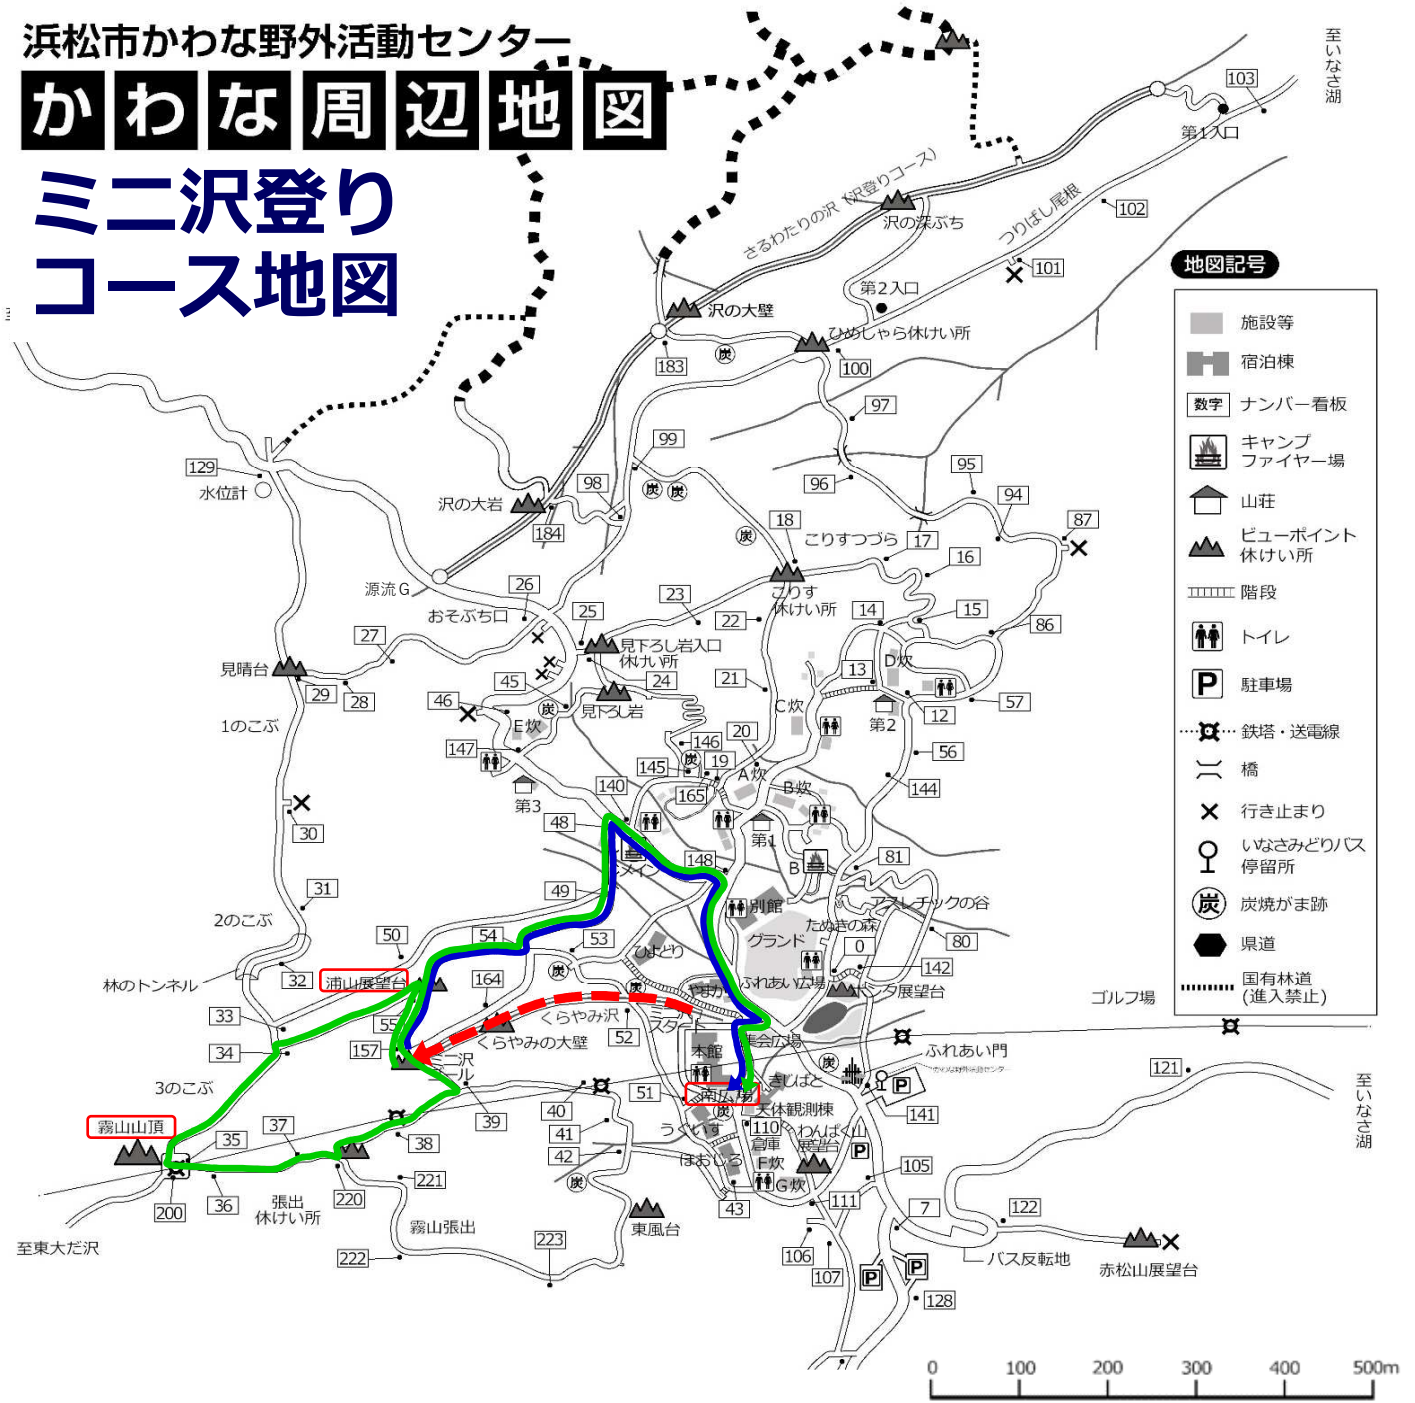 浜松市かわな野外活動センター
かわな周辺地図
ミニ沢登り
コース地図
至いなさ湖
103
第1入口
102
つりばし尾根
101
さるわたりの沢（沢登りコース）
沢の深ぶち
第2入口
沢の大壁
ひめしゃら休けい所
183
炭
100
97
99
96
95
94
87
98
炭
炭
炭
129
水位計
沢の大岩
184
18
こりすつづら
17
16
源流G
おそぶち口
26
25
23
22
こりす
休けい所
14
15
86
27
見晴台
29
28
見下ろし岩入口
休けい所
24
21
13
D炊
57
46
45
炭
見下ろし岩
C炊
12
第2
E炊
1のこぶ
147
146
20
56
145
炭
19
A炊
B炊
144
165
第3
140
30
48
第1
148
81
B
メイン
49
31
別館
アスレチックの谷
2のこぶ
50
54
53
グランド
たぬきの森
0
80
142
32
林のトンネル
浦山展望台
164
炭
ひよどり
炭
やまが
ふれあい広場
パンダ展望台
ゴルフ場
33
55
くらやみ沢
52
スタート
34
157
くらやみの大壁
集会広場
ミニ沢
ゴール
本館
炭
ふれあい門
3のこぶ
51
きじばと
南広場
天体観測棟
141
121
至いなさ湖
霧山山頂
40
39
41
42
炭
うぐいす
110
倉庫
わんぱく山
展望台
35
37
38
ほおじろ
F炊
G炊
105
200
36
張出
休けい所
220
221
炭
43
111
7
122
至東大だ沢
霧山張出
東風台
222
223
106
107
バス反転地
赤松山展望台
128
地図記号
施設等
宿泊棟
数字 ナンバー看板
キャンプ
ファイヤー場
山荘
ビューポイント
休けい所
階段
トイレ
P 駐車場
鉄塔・送電線
橋
行き止まり
いなさみどりバス
停留所
炭 炭焼がま跡
県道
国有林道
(進入禁止)
P
P
P
P
0 100 200 300 400 500m